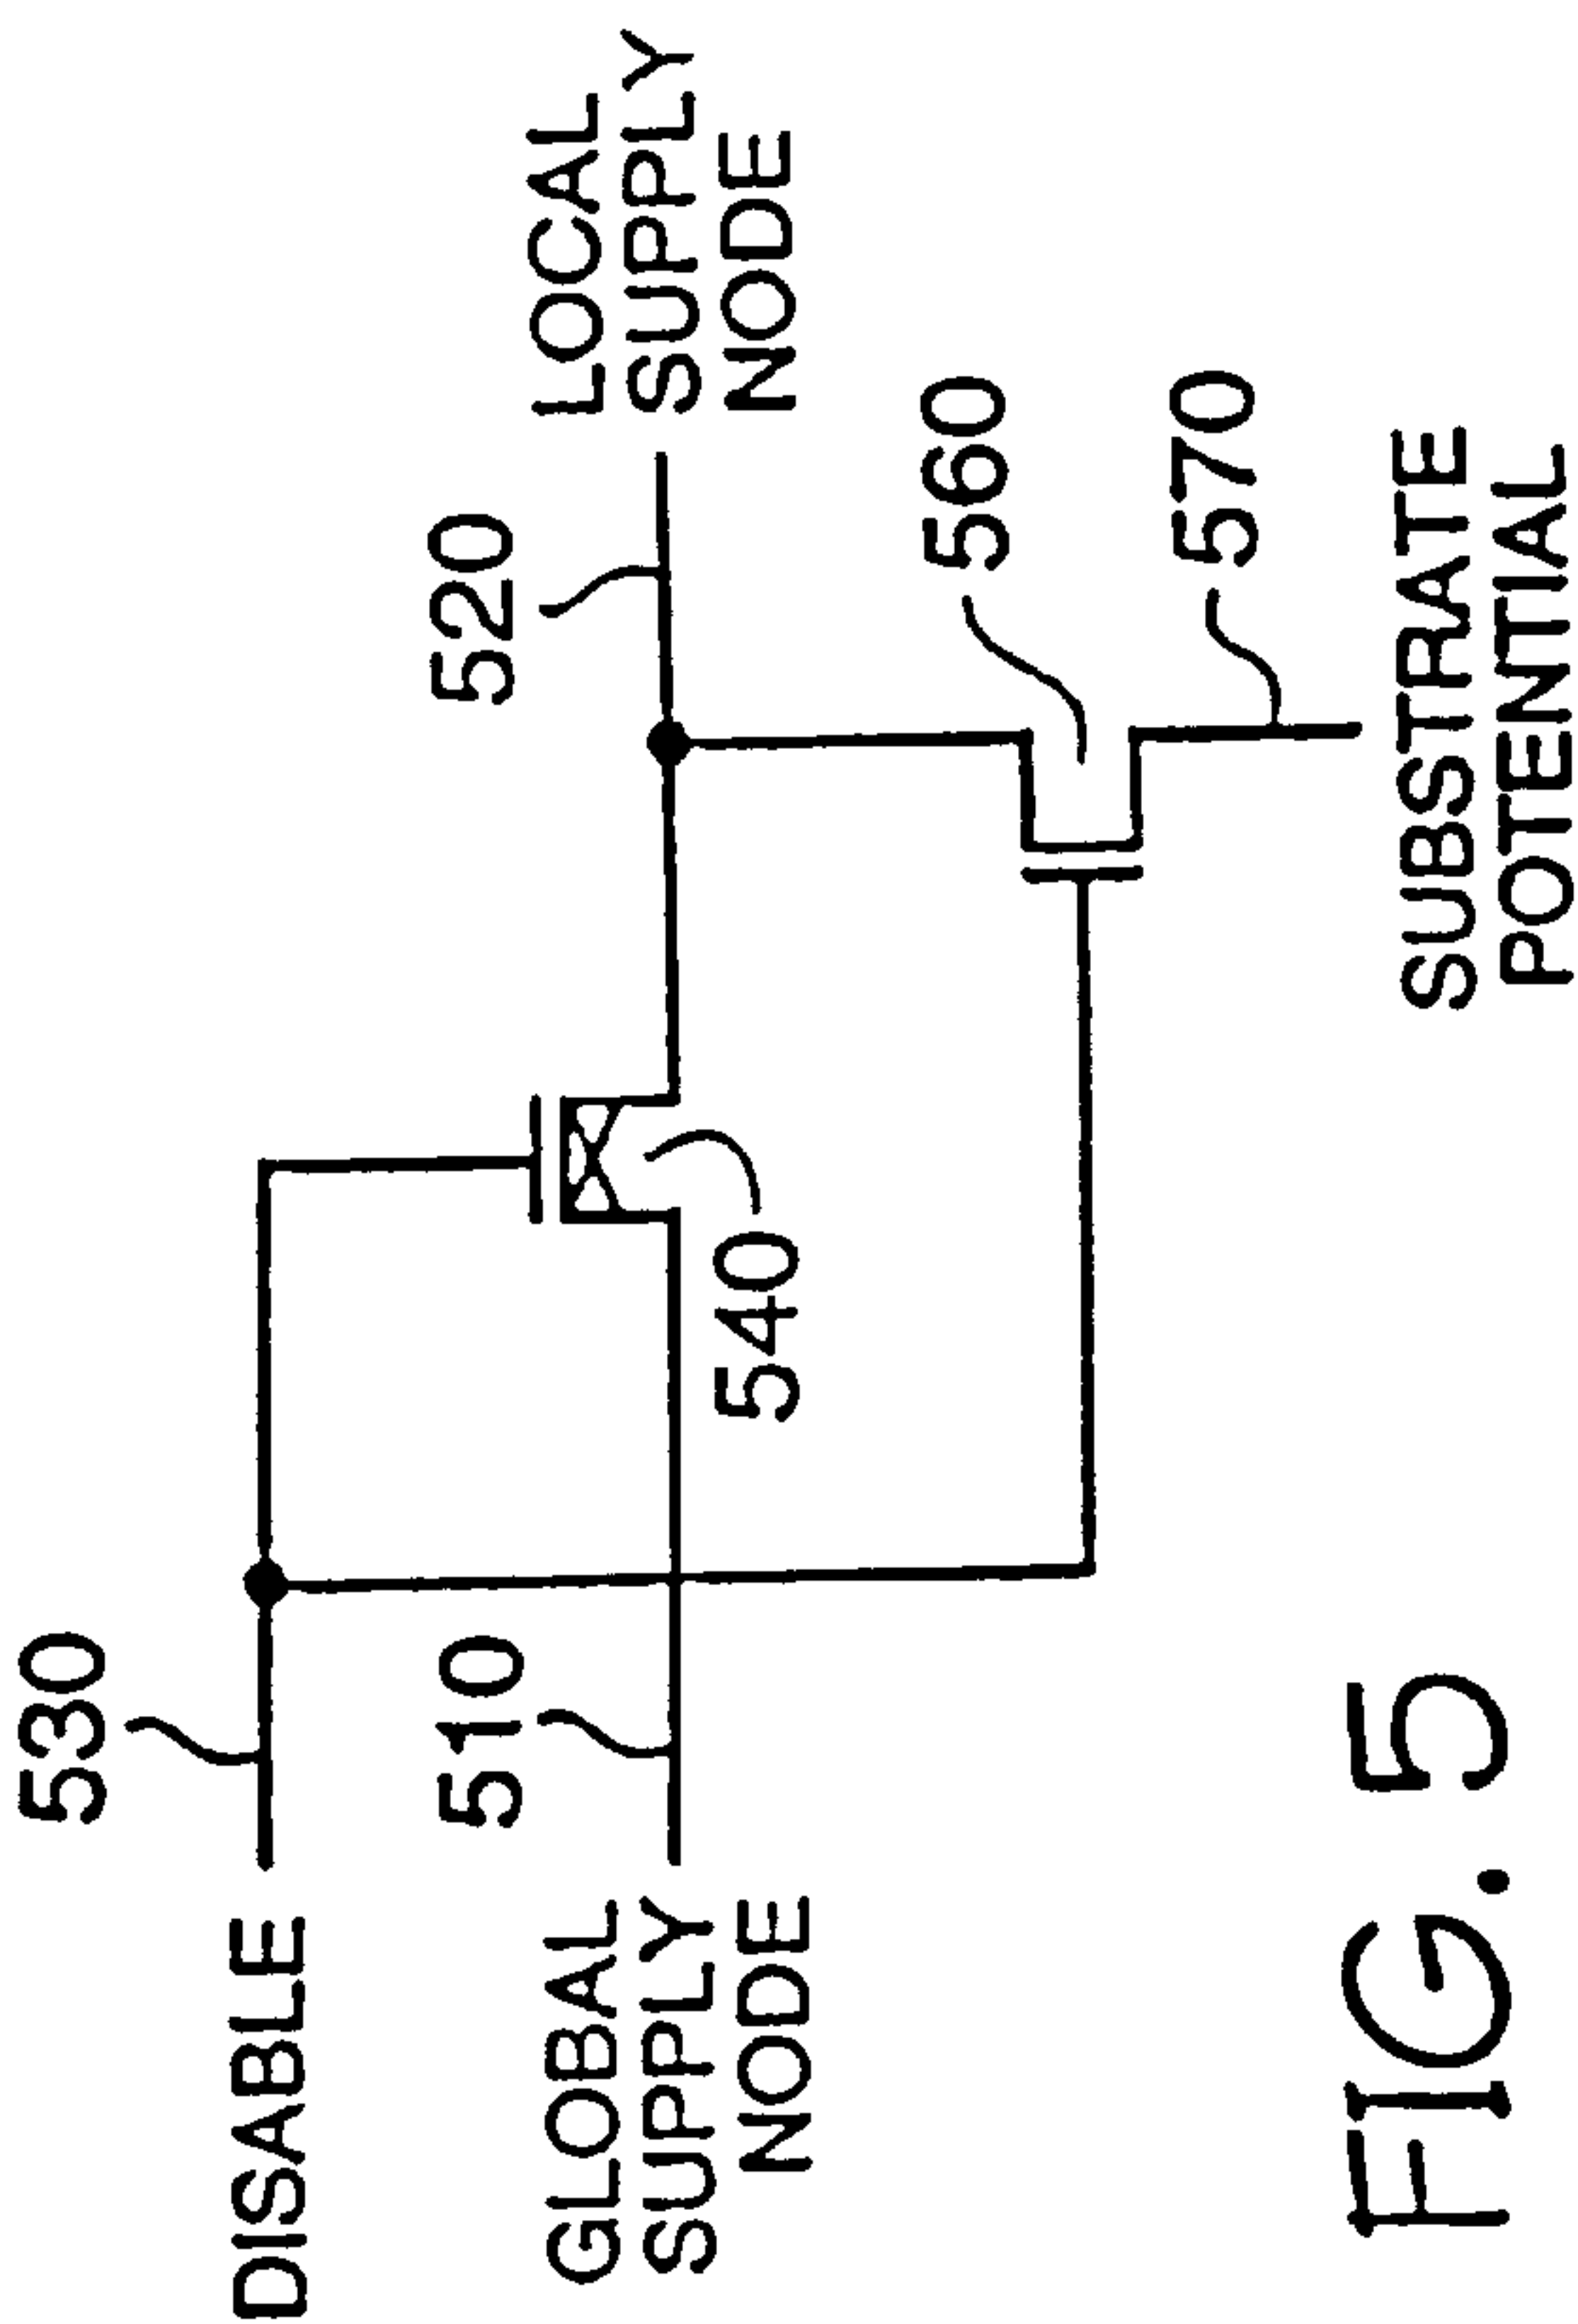 530
DISABLE
510
520
GLOBAL
SUPPLY
NODE
LOCAL
SUPPLY
NODE
540
560
570
SUBSTRATE
POTENTIAL
FIG. 5